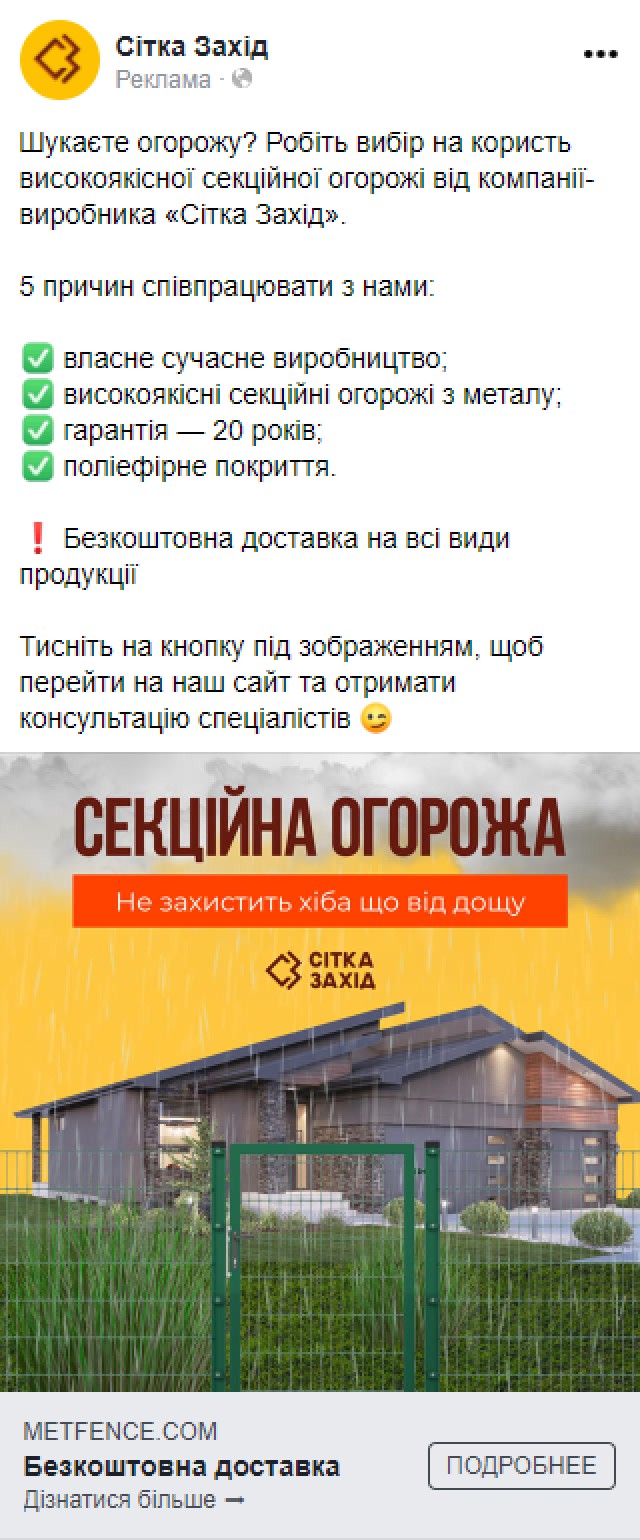 Сітка Захід
Реклама ·
Шукаєте огорожу? Робіть вибір на користь
високоякісної секційної огорожі від компанії-
виробника «Сітка Захід».
5 причин співпрацювати з нами:
✅ власне сучасне виробництво;
✅ високоякісні секційні огорожі з металу;
✅ гарантія — 20 років;
✅ поліефірне покриття.
❗ Безкоштовна доставка на всі види
продукції
Тисніть на кнопку під зображенням, щоб
перейти на наш сайт та отримати
консультацію спеціалістів 😉
СЕКЦІЙНА ОГОРОЖА
Не захистить хіба що від дощу
СІТКА
ЗАХІД
METFENCE.COM
Безкоштовна доставка
Дізнатися більше →
ПОДРОБНЕЕ